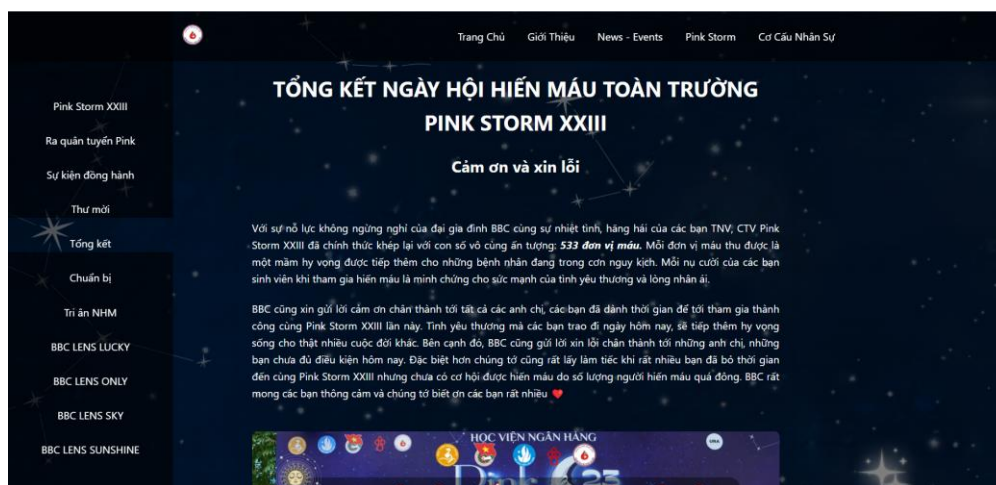 Trang Chủ Giới Thiệu News - Events Pink Storm Cơ Cấu Nhân Sự
Pink Storm XXIII
Ra quân tuyển Pink
Sự kiện đồng hành
Thư mời
Tổng kết
Chuẩn bị
Tri ân NHM
BBC LENS LUCKY
BBC LENS ONLY
BBC LENS SKY
BBC LENS SUNSHINE
TỔNG KẾT NGÀY HỘI HIẾN MÁU TOÀN TRƯỜNG
PINK STORM XXIII
Cảm ơn và xin lỗi
Với sự nỗ lực không ngừng nghỉ của đại gia đình BBC cùng sự nhiệt tình, hăng hái của các bạn TNV, CTV Pink
Storm XXIII đã chính thức khép lại với con số vô cùng ấn tượng: 533 đơn vị máu. Mỗi đơn vị máu thu được là
một mầm hy vọng được tiếp thêm cho những bệnh nhân đang trong cơn nguy kịch. Mỗi nụ cười của các bạn
sinh viên khi tham gia hiến máu là minh chứng cho sức mạnh của tình yêu thương và lòng nhân ái.
BBC cũng xin gửi lời cảm ơn chân thành tới tất cả các anh chị, các bạn đã dành thời gian để tới tham gia thành
công cùng Pink Storm XXIII lần này. Tình yêu thương mà các bạn trao đi ngày hôm nay, sẽ tiếp thêm hy vọng
sống cho thật nhiều cuộc đời khác. Bên cạnh đó, BBC cũng gửi lời xin lỗi chân thành tới những anh chị, những
bạn chưa đủ điều kiện hôm nay. Đặc biệt hơn chúng tớ cũng rất lấy làm tiếc khi rất nhiều bạn đã bỏ thời gian
đến cùng Pink Storm XXIII nhưng chưa có cơ hội được hiến máu do số lượng người hiến máu quá đông. BBC rất
mong các bạn thông cảm và chúng tớ biết ơn các bạn rất nhiều ❤️
HỌC VIỆN NGÂN HÀNG
Pink 23